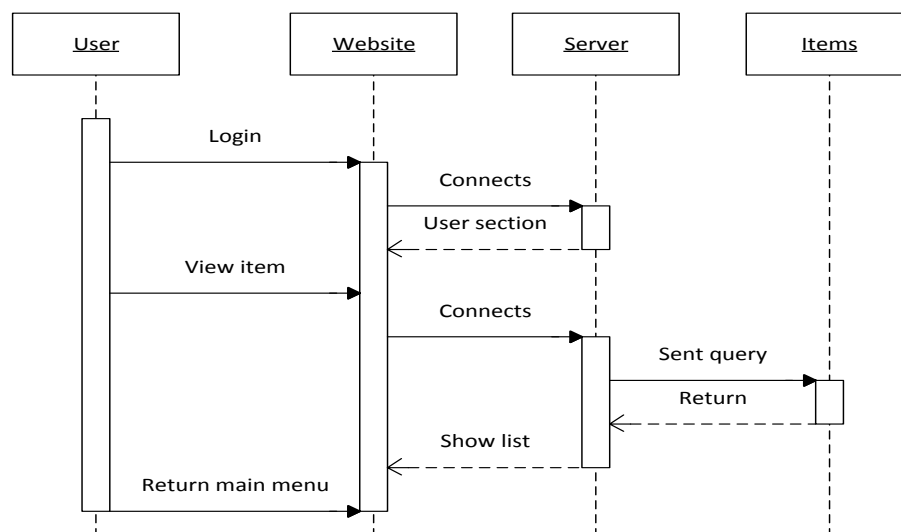 User
Website
Server
Items
Login
Connects
User section
View item
Connects
Sent query
Return
Show list
Return main menu